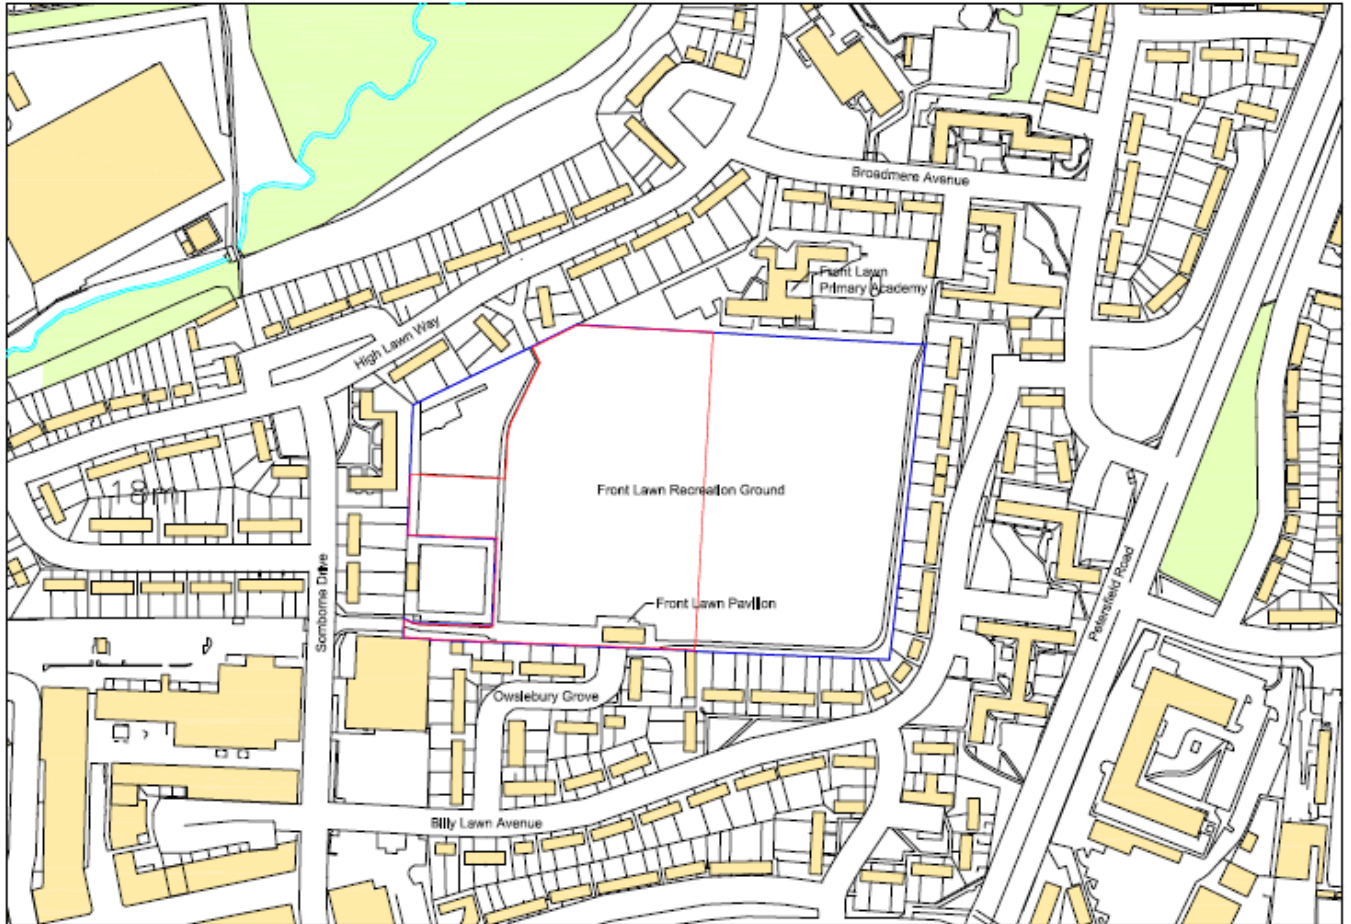 Broadmere Avenue
Front Lawn
Primary Academy
High Lawn Way
18m
Front Lawn Recreation Ground
Front Lawn Pavilion
Somborne Drive
Petersfield Road
Owslebury Grove
Billy Lawn Avenue